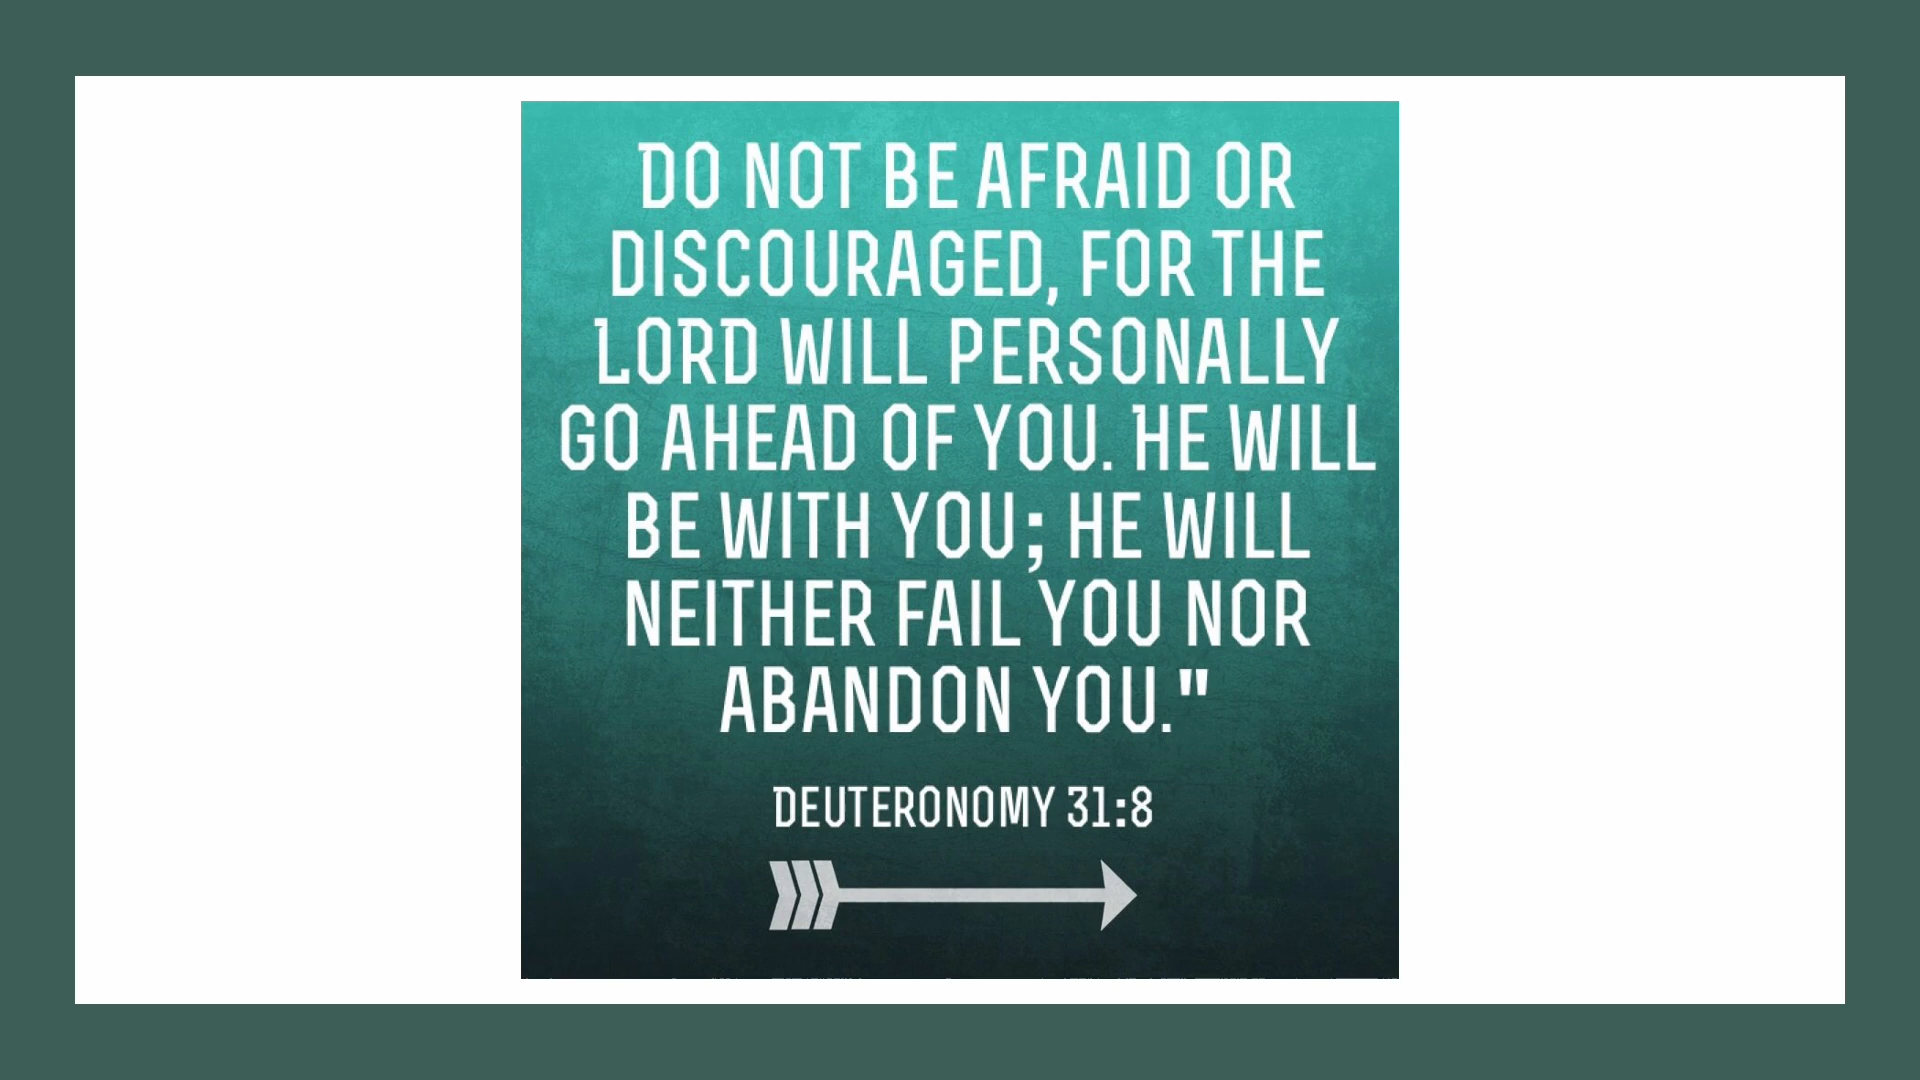 DO NOT BE AFRAID OR
DISCOURAGED, FOR THE
LORD WILL PERSONALLY
GO AHEAD OF YOU. HE WILL
BE WITH YOU; HE WILL
NEITHER FAIL YOU NOR
ABANDON YOU."
DEUTERONOMY 31:8